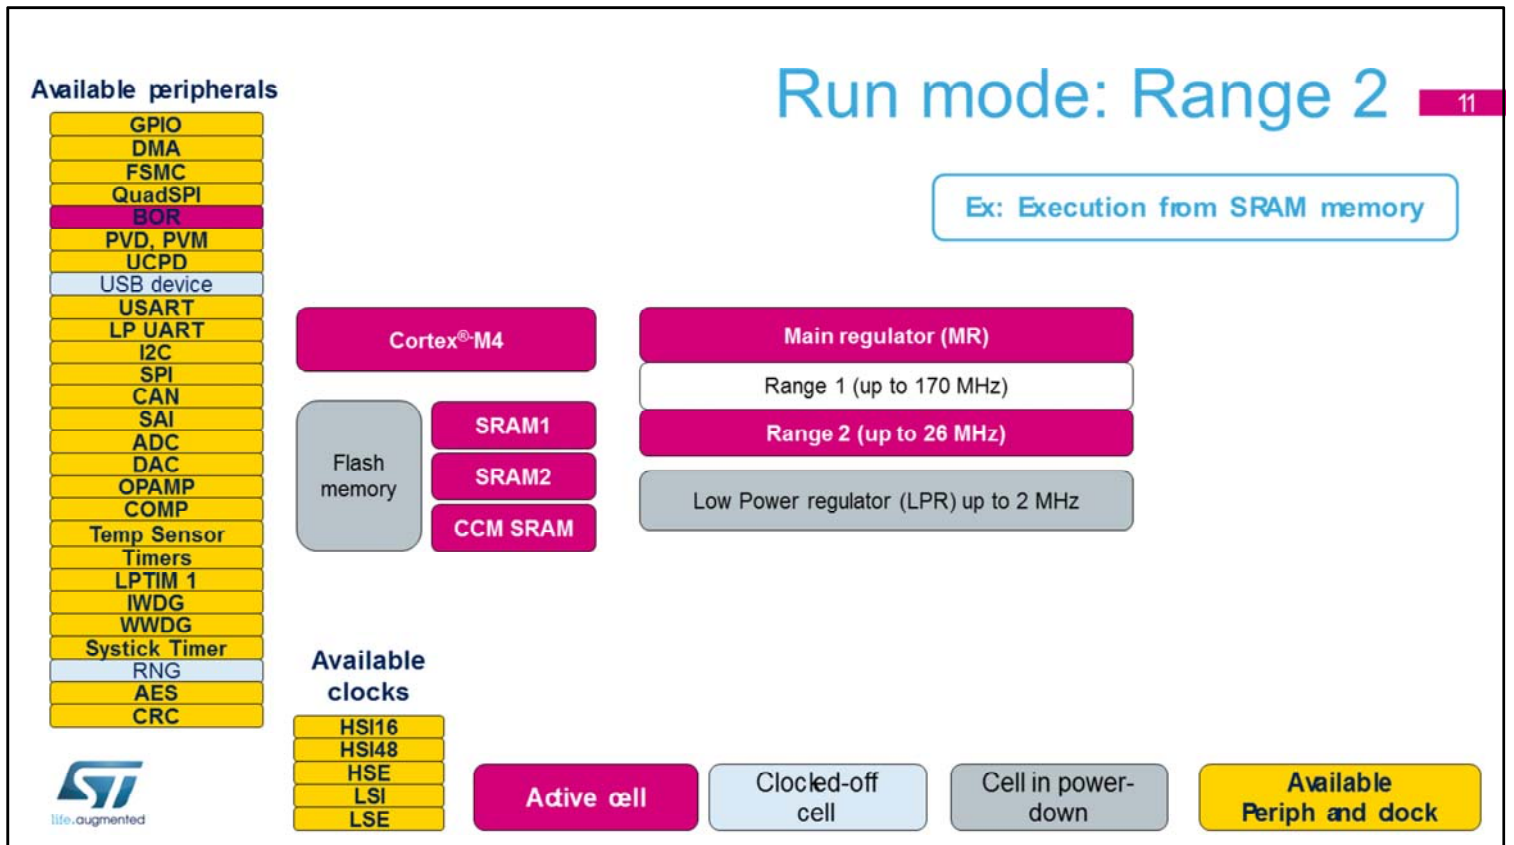 Run mode: Range 2
11
Ex: Execution from SRAM memory
Available peripherals
GPIO
DMA
FSMC
QuadSPI
BOR
PVD, PVM
UCPD
USB device
USART
LP UART
I2C
SPI
CAN
SAI
ADC
DAC
OPAMP
COMP
Temp Sensor
Timers
LPTIM 1
IWDG
WWDG
Systick Timer
RNG
AES
CRC
Cortex®-M4
Flash
memory
SRAM1
SRAM2
CCM SRAM
Main regulator (MR)
Range 1 (up to 170 MHz)
Range 2 (up to 26 MHz)
Low Power regulator (LPR) up to 2 MHz
Available
clocks
HSI16
HSI48
HSE
LSI
LSE
ST
life.augmented
Active cell
Clocked-off
cell
Cell in power-
down
Available
Periph and clock